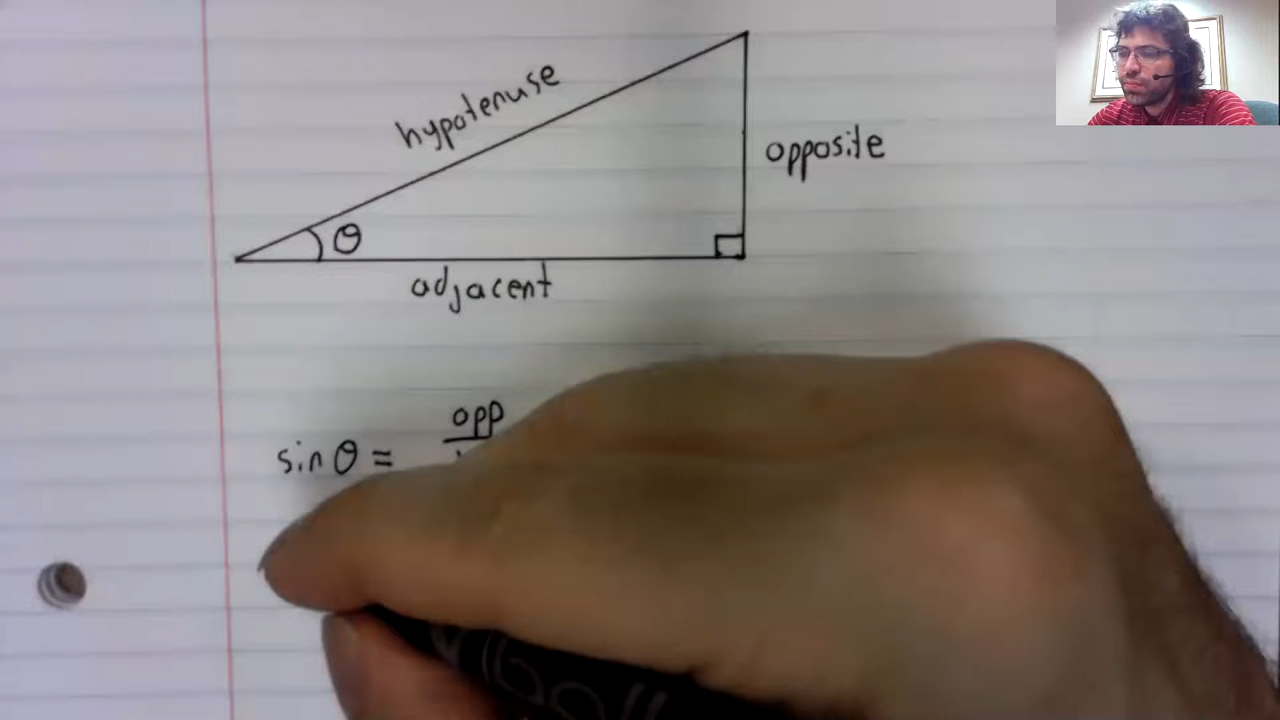 hypotenuse
opposite
θ
adjacent
opp
sin θ =